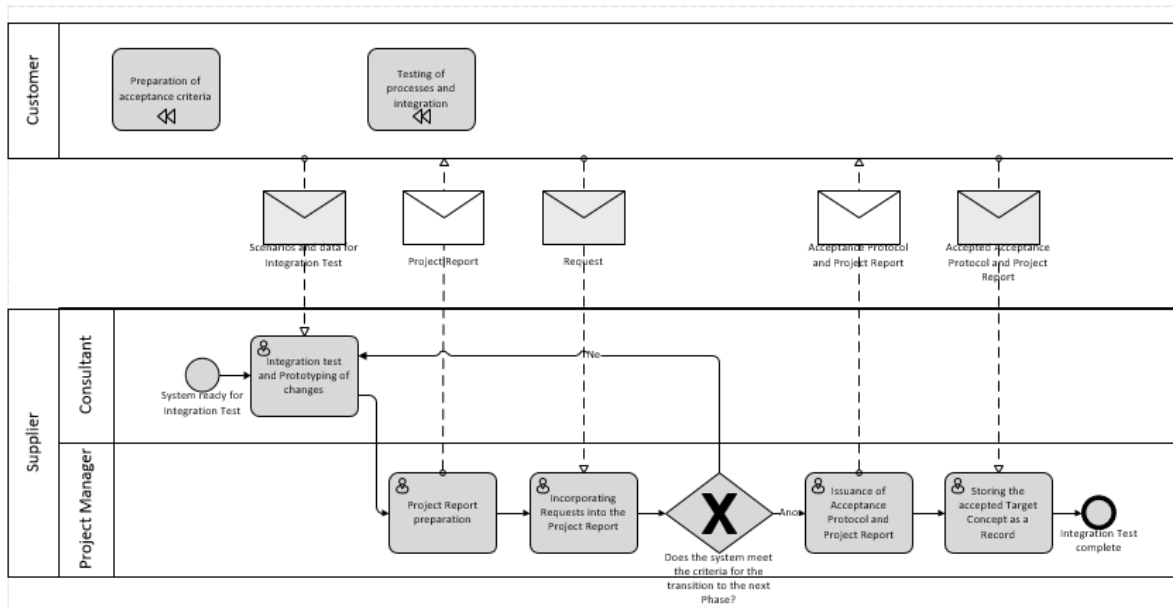 Customer
Preparation of
acceptance criteria
Testing of
processes and
integration
Scenarios and data for
Integration Test
Project Report
Request
Acceptance Protocol
and Project Report
Accepted Acceptance
Protocol and Project
Report
Supplier
Consultant
System ready for
Integration Test
Integration test
and Prototyping of
changes
Ne
Project Manager
Project Report
preparation
Incorporating
Requests into the
Project Report
Does the system meet
the criteria for the
transition to the next
Phase?
Ano
Issuance of
Acceptance
Protocol and
Project Report
Storing the
accepted Target
Concept as a
Record
Integration Test
complete